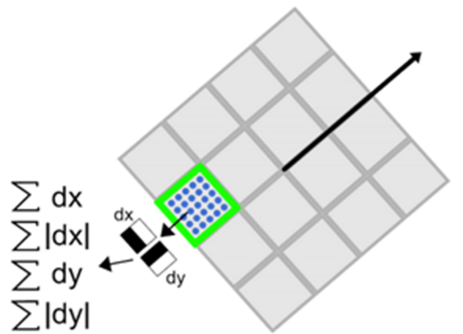 ∑ dx
∑|dx|
∑ dy
∑|dy|
dx
dy